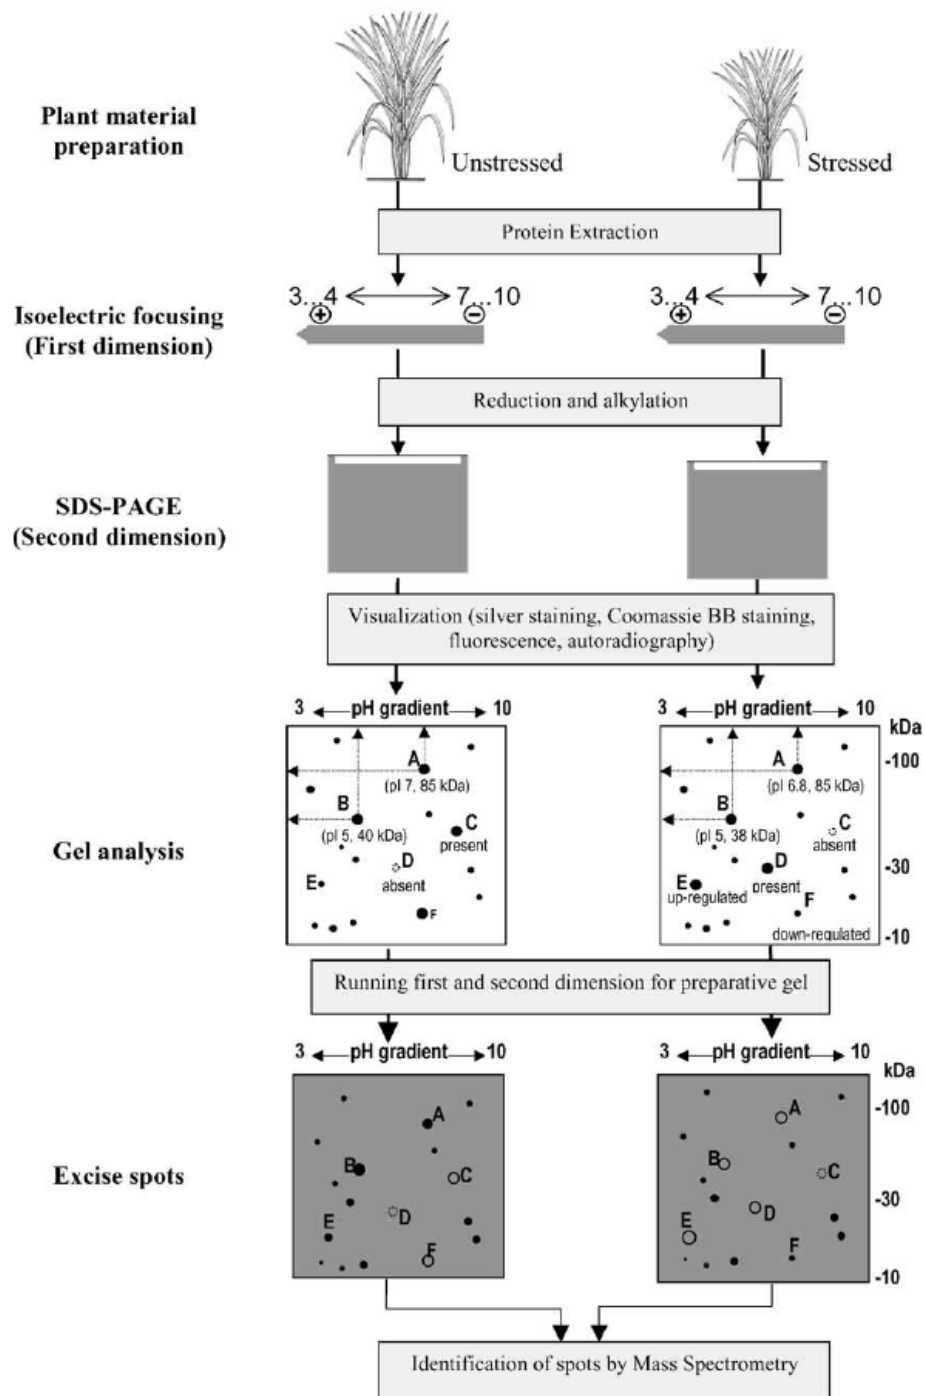 Plant material
preparation
Unstressed
Stressed
Protein Extraction
Isoelectric focusing
(First dimension)
3...4
7...10
+
−
3...4
7...10
+
−
Reduction and alkylation
SDS-PAGE
(Second dimension)
Visualization (silver staining, Coomassie BB staining,
fluorescence, autoradiography)
Gel analysis
3
pH gradient
10
A
(pI 7, 85 kDa)
B
(pI 5, 40 kDa)
C
present
D
absent
E
F
3
pH gradient
10
kDa
-100
A
(pI 6.8, 85 kDa)
B
(pI 5, 38 kDa)
C
absent
D
present
-30
E
up-regulated
F
down-regulated
-10
Running first and second dimension for preparative gel
Excise spots
3
pH gradient
10
A
B
C
D
E
F
3
pH gradient
10
kDa
-100
A
B
C
-30
D
E
F
-10
Identification of spots by Mass Spectrometry